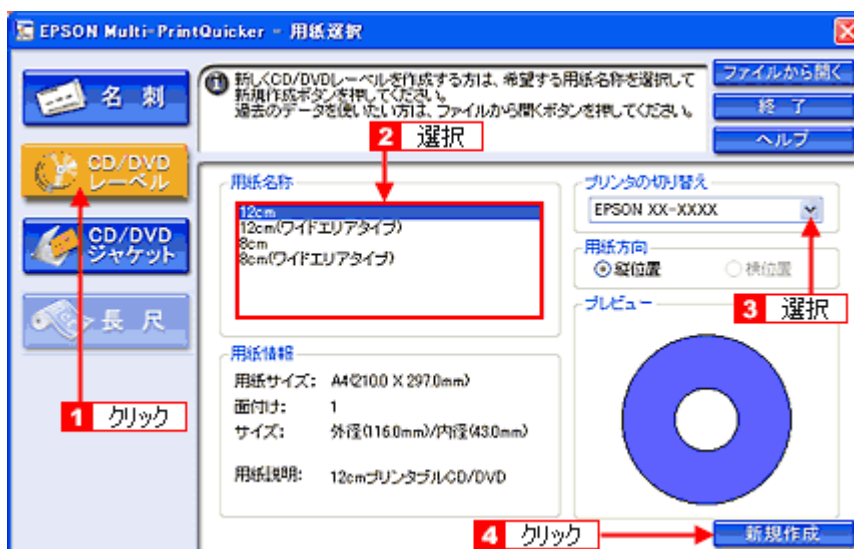 EPSON Multi-PrintQuicker - 用紙選択
名刺
CD/DVD
レーベル
CD/DVD
ジャケット
長尺
1 クリック
新しくCD/DVDレーベルを作成する方は、希望する用紙名称を選択して
新規作成ボタンを押してください。
過去のデータを使いたい方は、ファイルから開くボタンを押してください。
ファイルから開く
終了
ヘルプ
2 選択
用紙名称
12cm
12cm(ワイドエリアタイプ)
8cm
8cm(ワイドエリアタイプ)
用紙情報
用紙サイズ: A4(210.0 X 297.0mm)
面付け: 1
サイズ: 外径(116.0mm)/内径(43.0mm)
用紙説明: 12cmプリンタブルCD/DVD
プリンタの切り替え
EPSON XX-XXXX
用紙方向
縦位置 横位置
3 選択
プレビュー
4 クリック
新規作成